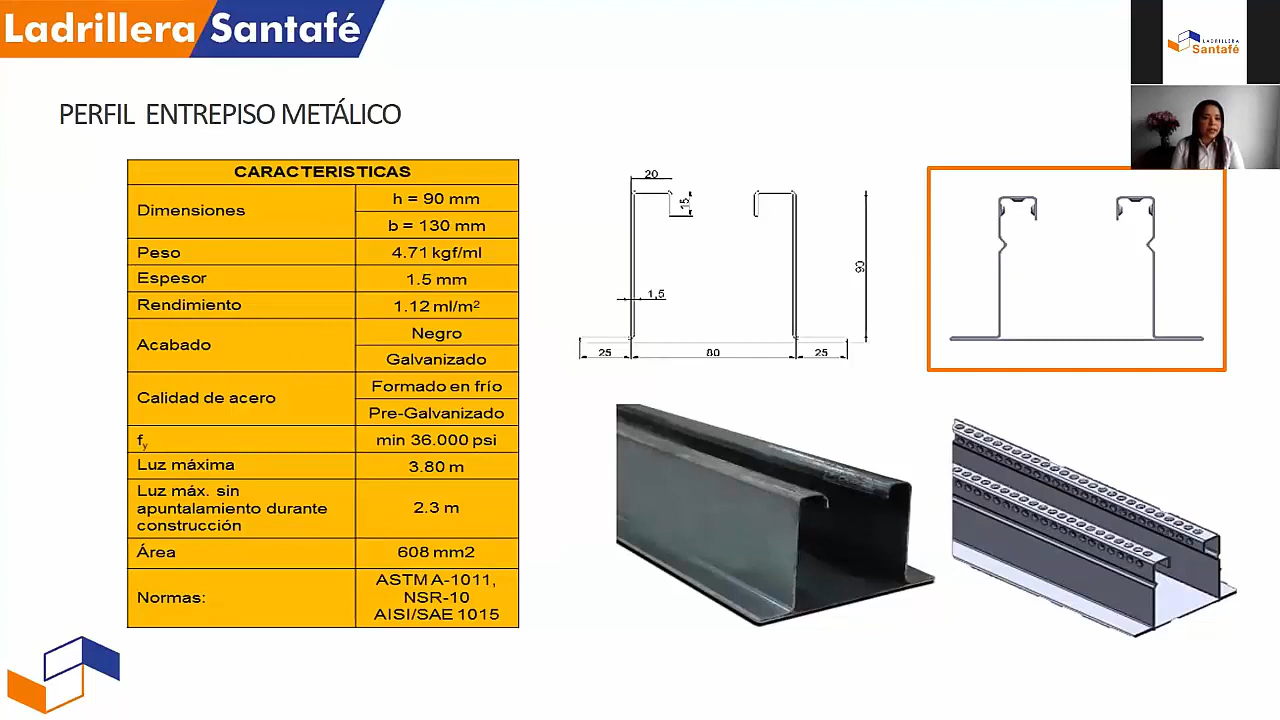 Ladrillera Santafé
LADRILLERA
Santafé
PERFIL ENTREPISO METÁLICO
CARACTERISTICAS
Dimensiones
h = 90 mm
b = 130 mm
Peso
4.71 kgf/ml
Espesor
1.5 mm
Rendimiento
1.12 ml/m²
Acabado
Negro
Galvanizado
Calidad de acero
Formado en frío
Pre-Galvanizado
fy
min 36.000 psi
Luz máxima
3.80 m
Luz máx. sin
apuntalamiento durante
construcción
2.3 m
Área
608 mm2
Normas:
ASTM A-1011,
NSR-10
AISI/SAE 1015
20
15
90
1,5
25
80
25